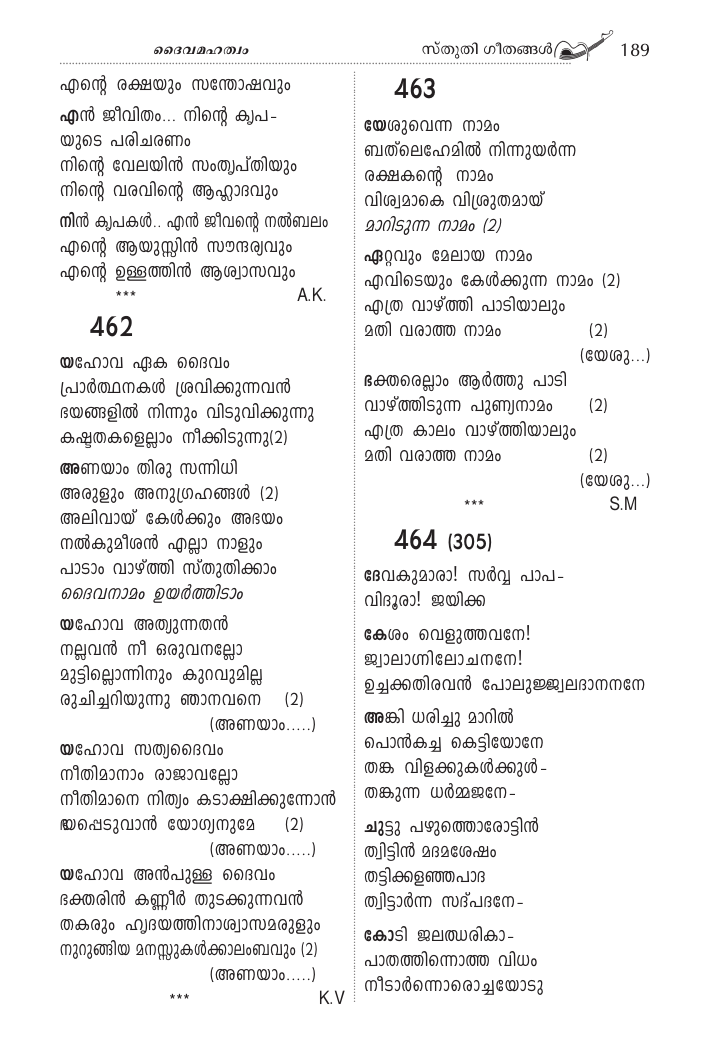 ദൈവമഹത്വം
സ്തുതി ഗീതങ്ങൾ 189
എന്റെ രക്ഷയും സന്തോഷവും
എൻ ജീവിതം... നിന്റെ കൃപ-
യുടെ പരിചരണം
നിന്റെ വേലയിൻ സംതൃപ്തിയും
നിന്റെ വരവിന്റെ ആഹ്ലാദവും
നിൻ കൃപകൾ.. എൻ ജീവന്റെ നൽബലം
എന്റെ ആയുസ്സിൻ സൗന്ദര്യവും
എന്റെ ഉള്ളത്തിൻ ആശ്വാസവും
*** A.K.
462
യഹോവ ഏക ദൈവം
പ്രാർത്ഥനകൾ ശ്രവിക്കുന്നവൻ
ഭയങ്ങളിൽ നിന്നും വിടുവിക്കുന്നു
കഷ്ടതകളെല്ലാം നീക്കിടുന്നു(2)
അണയാം തിരു സന്നിധി
അരുളും അനുഗ്രഹങ്ങൾ (2)
അലിവായ് കേൾക്കും അഭയം
നൽകുമീശൻ എല്ലാ നാളും
പാടാം വാഴ്ത്തി സ്തുതിക്കാം
ദൈവനാമം ഉയർത്തിടാം
യഹോവ അത്യുന്നതൻ
നല്ലവൻ നീ ഒരുവനല്ലോ
മുട്ടില്ലൊന്നിനും കുറവുമില്ല
രുചിച്ചറിയുന്നു ഞാനവനെ (2)
(അണയാം.....)
യഹോവ സത്യദൈവം
നീതിമാനാം രാജാവല്ലോ
നീതിമാനെ നിത്യം കടാക്ഷിക്കുന്നോൻ
ഭയപ്പെടുവാൻ യോഗ്യനുമേ (2)
(അണയാം.....)
യഹോവ അൻപുള്ള ദൈവം
ഭക്തരിൻ കണ്ണീർ തുടക്കുന്നവൻ
തകരും ഹൃദയത്തിനാശ്വാസമരുളും
നുറുങ്ങിയ മനസ്സുകൾക്കാലംബവും (2)
(അണയാം.....)
*** K.V
463
യേശുവെന്ന നാമം
ബത്‌ലെഹേമിൽ നിന്നുയർന്ന
രക്ഷകന്റെ നാമം
വിശ്വമാകെ വിശ്രുതമായ്
മാറിടുന്ന നാമം (2)
ഏറ്റവും മേലായ നാമം
എവിടെയും കേൾക്കുന്ന നാമം (2)
എത്ര വാഴ്ത്തി പാടിയാലും
മതി വരാത്ത നാമം (2)
(യേശു...)
ഭക്തരെല്ലാം ആർത്തു പാടി
വാഴ്ത്തിടുന്ന പുണ്യനാമം (2)
എത്ര കാലം വാഴ്ത്തിയാലും
മതി വരാത്ത നാമം (2)
(യേശു...)
*** S.M
464 (305)
ദേവകുമാരാ! സർവ്വ പാപ-
വിദൂരാ! ജയിക്ക
കേശം വെളുത്തവനേ!
ജ്വാലാഗ്നിലോചനനേ!
ഉച്ചക്കതിരവൻ പോലുജ്ജ്വലദാനനനേ
അങ്കി ധരിച്ചു മാറിൽ
പൊൻകച്ച കെട്ടിയോനേ
തങ്ക വിളക്കുകൾക്കുൾ-
തങ്കുന്ന ധർമ്മജനേ-
ചുട്ടു പഴുത്തൊരോട്ടിൻ
ത്വിട്ടിൻ മദമശേഷം
തട്ടിക്കളഞ്ഞപാദ
ത്വിട്ടാർന്ന സദ്പദനേ-
കോടി ജലഝരികാ-
പാതത്തിന്നൊത്ത വിധം
നീടാർന്നൊരൊച്ചയോടു